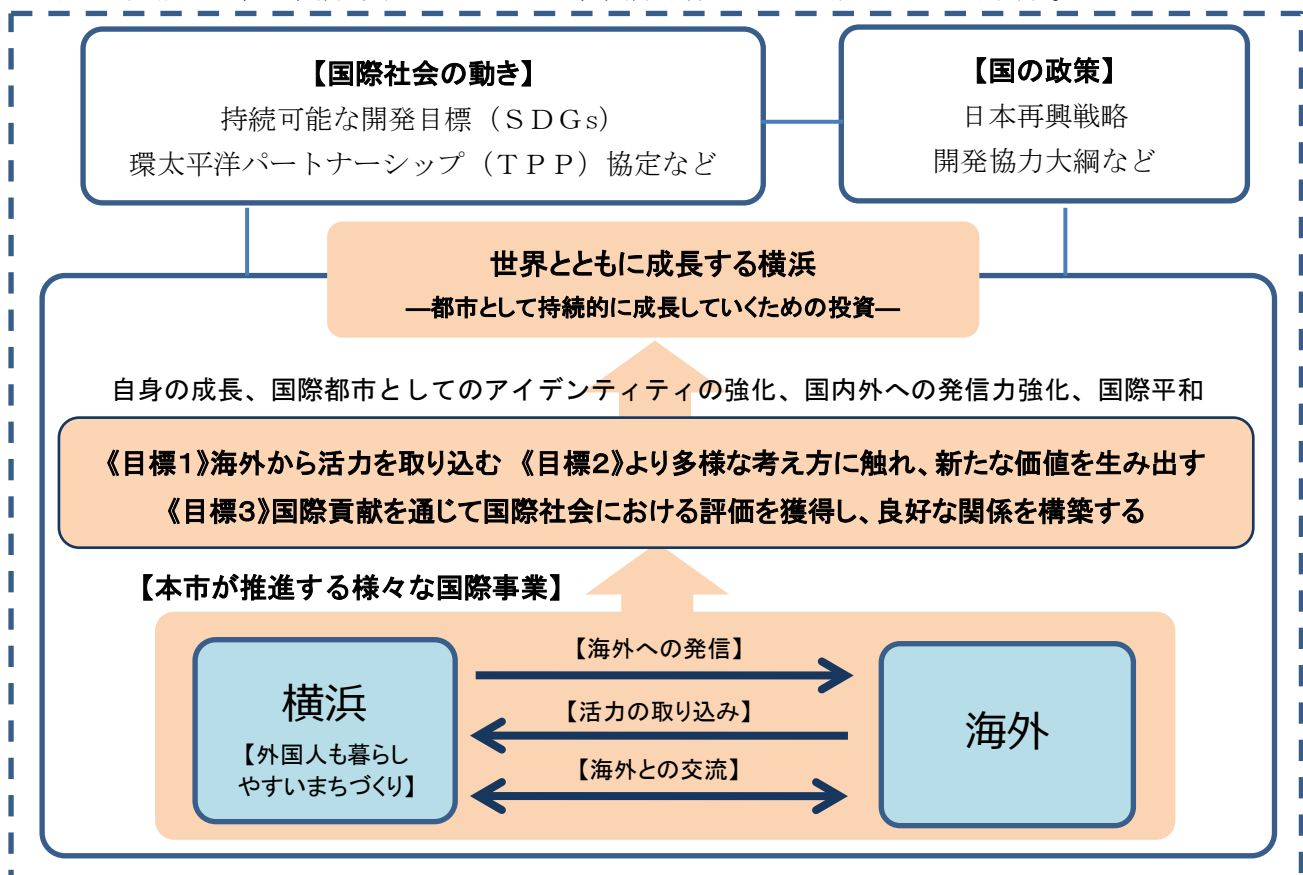 【国際社会の動き】
持続可能な開発目標（ＳＤＧｓ）
環太平洋パートナーシップ（ＴＰＰ）協定など
【国の政策】
日本再興戦略
開発協力大綱など
世界とともに成長する横浜
―都市として持続的に成長していくための投資―
自身の成長、国際都市としてのアイデンティティの強化、国内外への発信力強化、国際平和
《目標１》海外から活力を取り込む 《目標２》より多様な考え方に触れ、新たな価値を生み出す
《目標３》国際貢献を通じて国際社会における評価を獲得し、良好な関係を構築する
【本市が推進する様々な国際事業】
横浜
【外国人も暮らし
やすいまちづくり】
【海外への発信】
【活力の取り込み】
【海外との交流】
海外